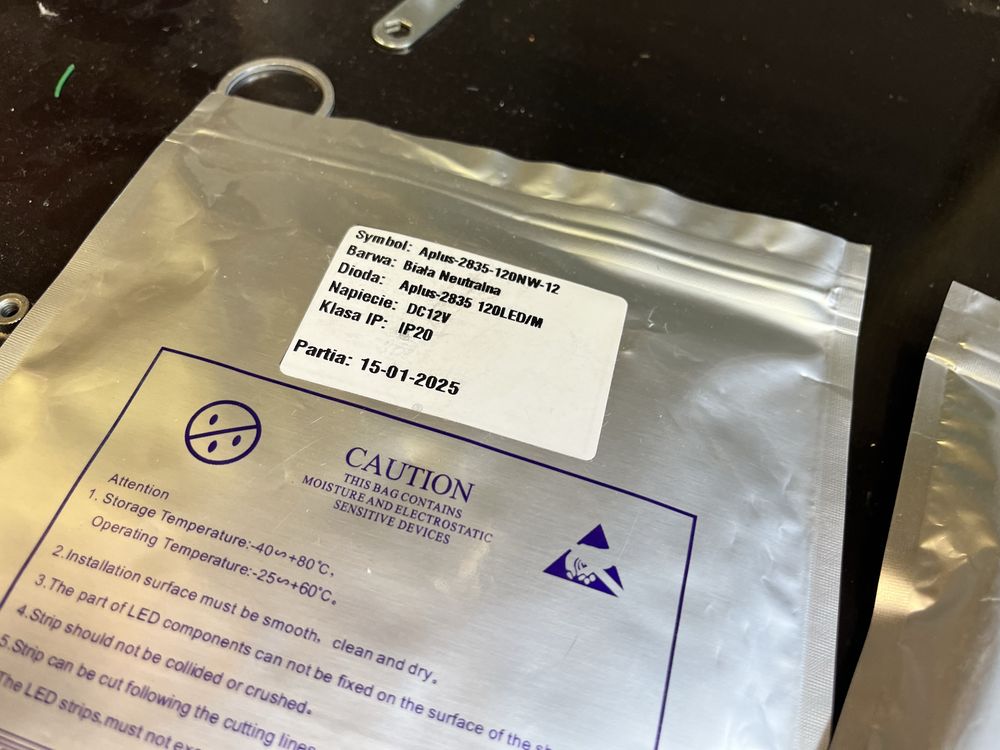 Symbol: Aplus-2835-120NW-12
Barwa: Biała Neutralna
Dioda: Aplus-2835 120LED/M
Napiecie: DC12V
Klasa IP: IP20
Partia: 15-01-2025
CAUTION
THIS BAG CONTAINS
MOISTURE AND ELECTROSTATIC
SENSITIVE DEVICES
Attention
1. Storage Temperature:-40∽+80℃,
Operating Temperature:-25∽+60℃。
2.Installation surface must be smooth, clean and dry。
3.The part of LED components can not be fixed on the surface of the
4.Strip should not be collided or crushed。
5.Strip can be cut following the cutting lines
The LED strips,must not